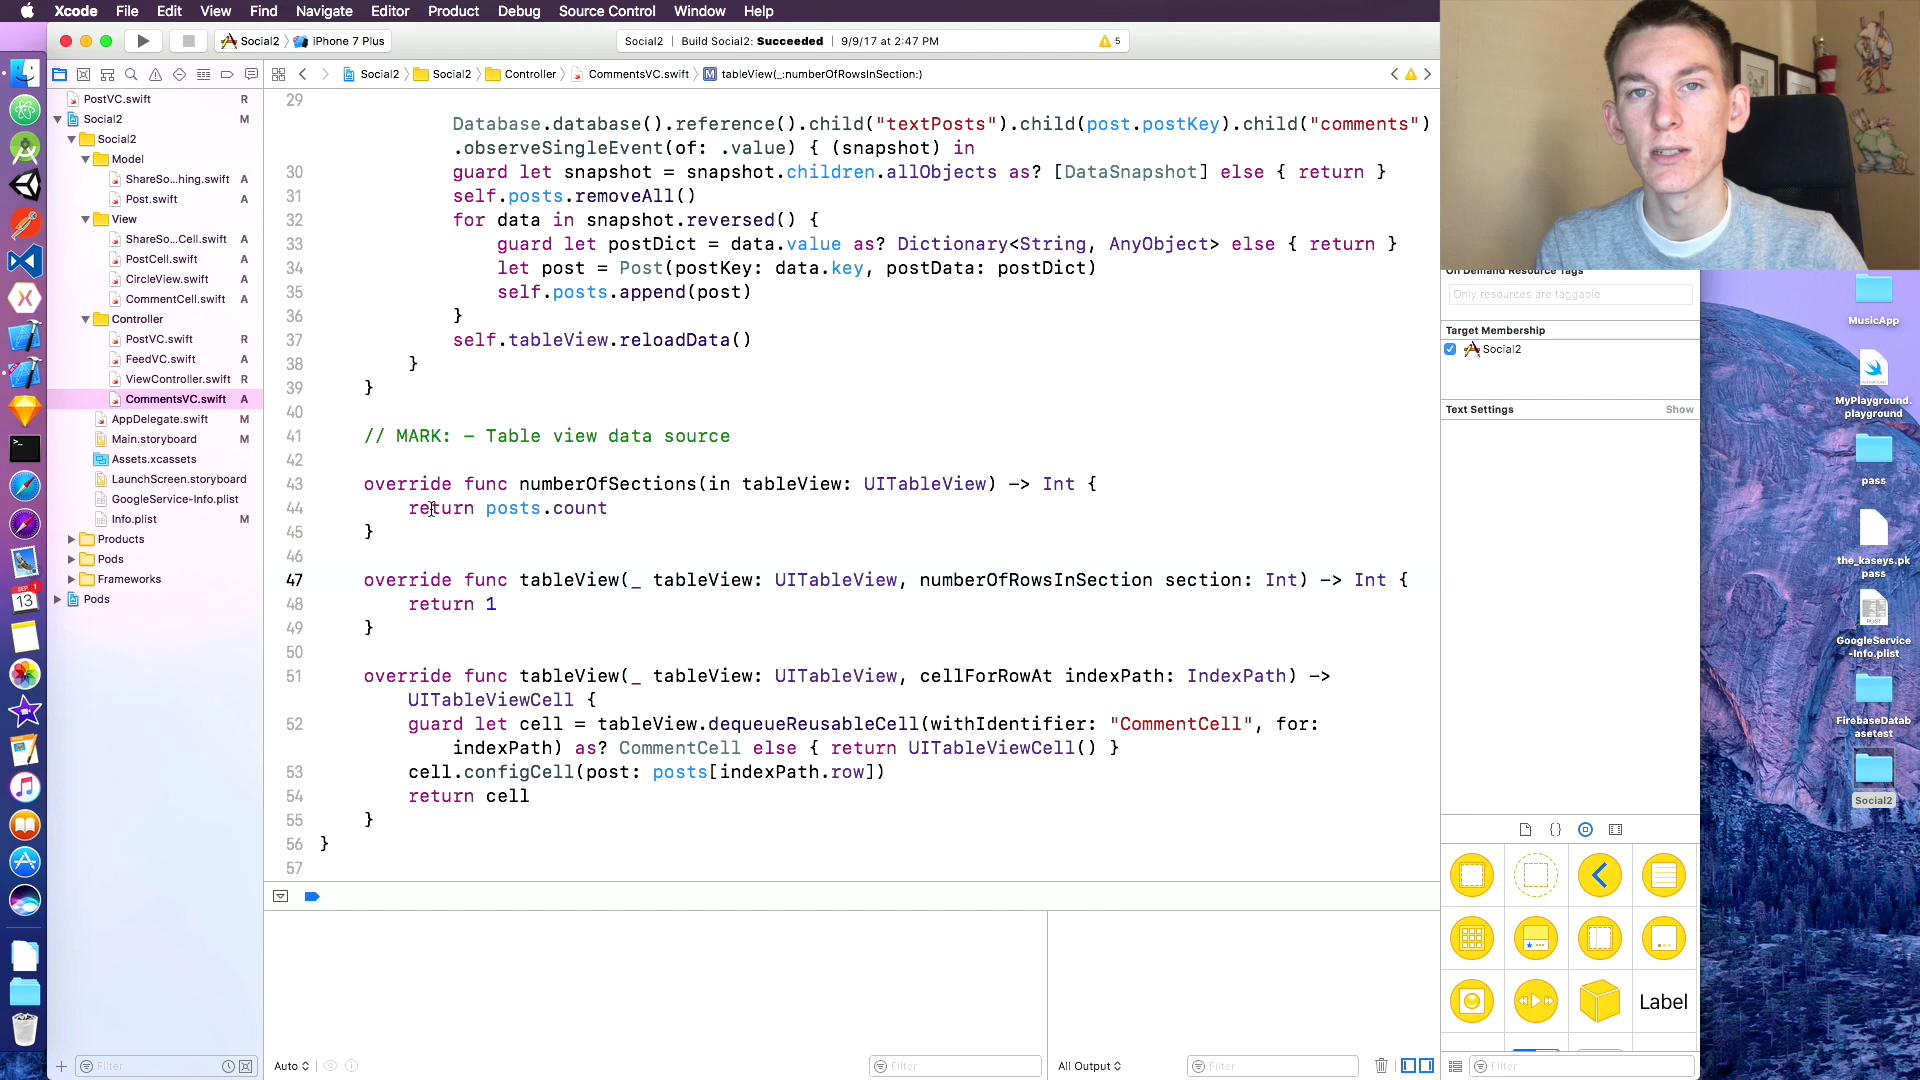 Xcode File Edit View Find Navigate Editor Product Debug Source Control Window Help
Social2 iPhone 7 Plus
Social2 | Build Social2: Succeeded | 9/9/17 at 2:47 PM
5
Social2 Social2 Controller CommentsVC.swift M tableView(_:numberOfRowsInSection:)
PostVC.swift R
Social2 M
Social2
Model
ShareSo...hing.swift A
Post.swift A
View
ShareSo...Cell.swift A
PostCell.swift A
CircleView.swift A
CommentCell.swift A
Controller
PostVC.swift R
FeedVC.swift A
ViewController.swift R
CommentsVC.swift A
AppDelegate.swift M
Main.storyboard M
Assets.xcassets
LaunchScreen.storyboard
GoogleService-Info.plist
Info.plist M
Products
Pods
Frameworks
Pods
29
Database.database().reference().child("textPosts").child(post.postKey).child("comments")
.observeSingleEvent(of: .value) { (snapshot) in
30 guard let snapshot = snapshot.children.allObjects as? [DataSnapshot] else { return }
31 self.posts.removeAll()
32 for data in snapshot.reversed() {
33 guard let postDict = data.value as? Dictionary<String, AnyObject> else { return }
34 let post = Post(postKey: data.key, postData: postDict)
35 self.posts.append(post)
36 }
37 self.tableView.reloadData()
38 }
39 }
40
41 // MARK: - Table view data source
42
43 override func numberOfSections(in tableView: UITableView) -> Int {
44 return posts.count
45 }
46
47 override func tableView(_ tableView: UITableView, numberOfRowsInSection section: Int) -> Int {
48 return 1
49 }
50
51 override func tableView(_ tableView: UITableView, cellForRowAt indexPath: IndexPath) ->
UITableViewCell {
52 guard let cell = tableView.dequeueReusableCell(withIdentifier: "CommentCell", for:
indexPath) as? CommentCell else { return UITableViewCell() }
53 cell.configCell(post: posts[indexPath.row])
54 return cell
55 }
56 }
57
On Demand Resource Tags
Only resources are taggable
Target Membership
Social2
Text Settings Show
Label
Filter
Auto
Filter
All Output
Filter
Filter
SEP
13
1
MusicApp
MyPlayground.
playground
pass
the_kaseys.pk
pass
PLIST
GoogleService
-Info.plist
FirebaseDatab
asetest
Social2